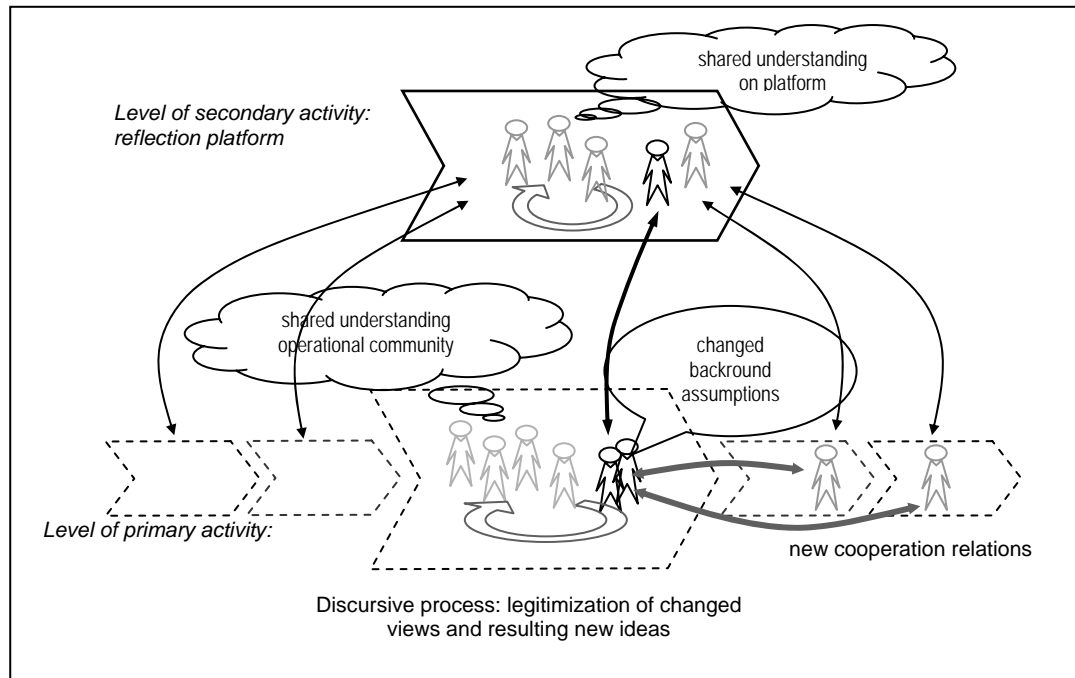 shared understanding
on platform
Level of secondary activity:
reflection platform
shared understanding
operational community
changed
backround
assumptions
Level of primary activity:
new cooperation relations
Discursive process: legitimization of changed
views and resulting new ideas